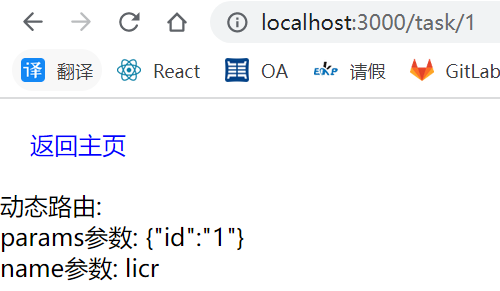 localhost:3000/task/1
译 翻译 React OA EKP 请假 GitLab
返回主页
动态路由:
params参数: {"id":"1"}
name参数: licr